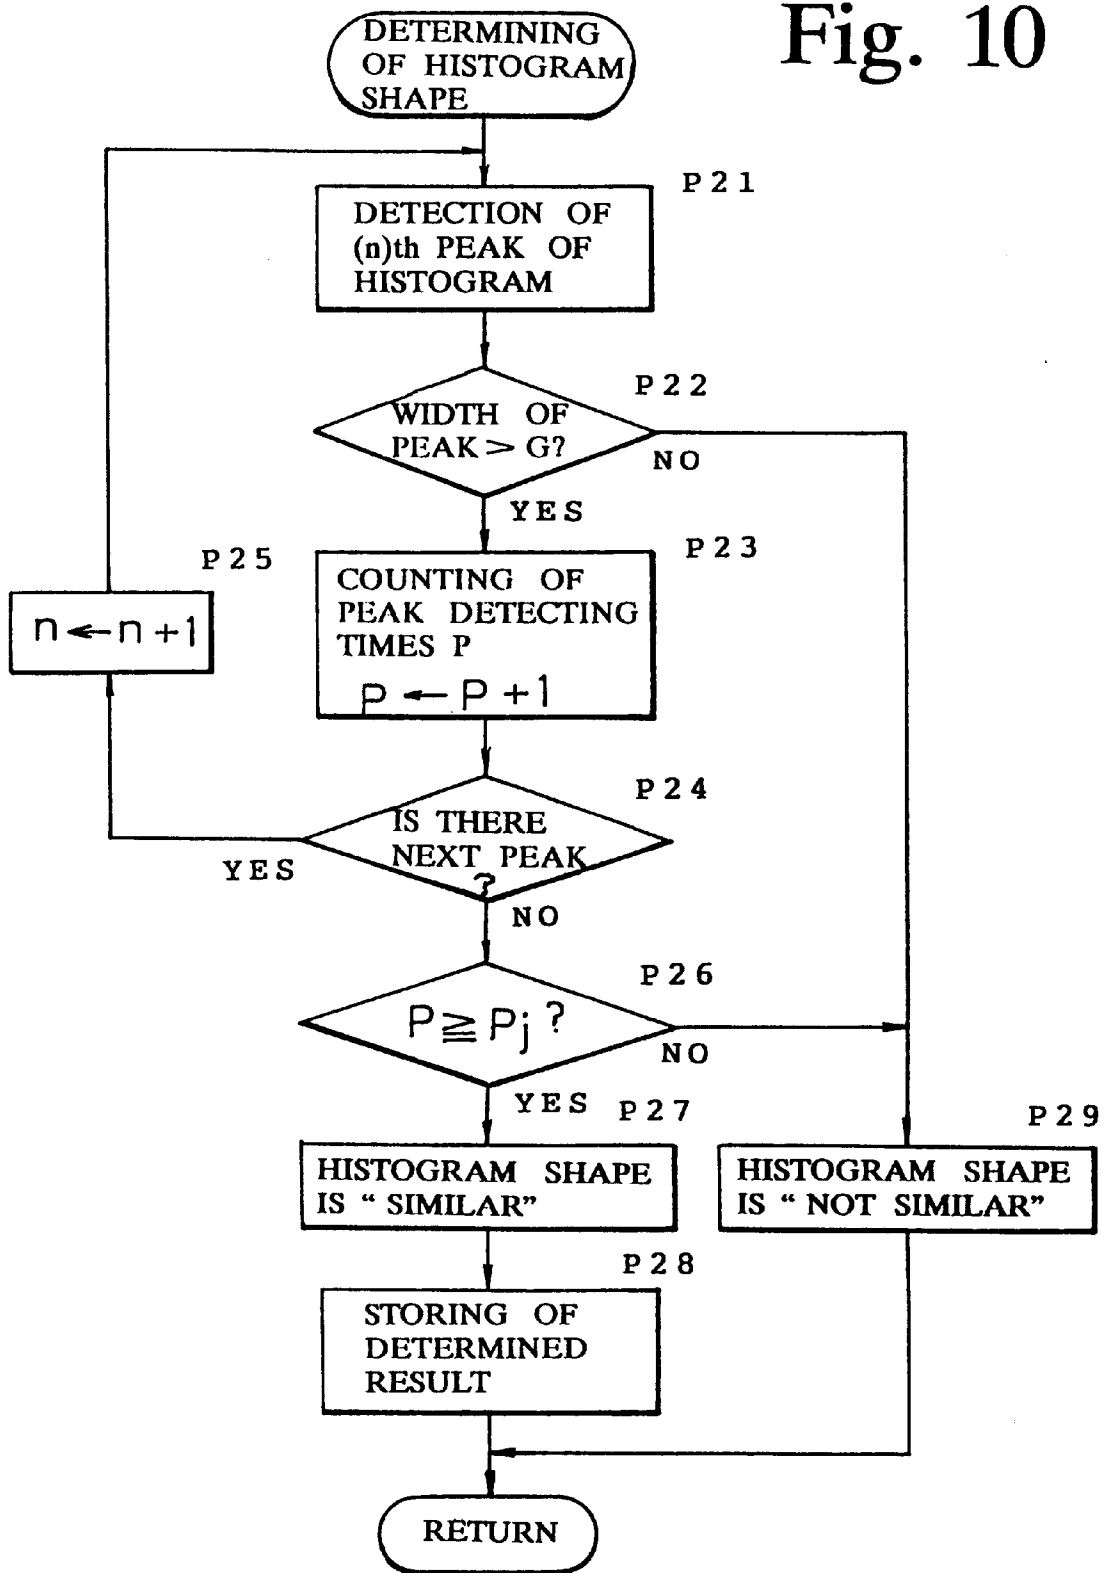 Fig. 10
DETERMINING
OF HISTOGRAM
SHAPE
P21
DETECTION OF
(n)th PEAK OF
HISTOGRAM
P22
WIDTH OF
PEAK > G?
NO
YES
P23
COUNTING OF
PEAK DETECTING
TIMES P
P ← P + 1
P25
n ← n + 1
P24
IS THERE
NEXT PEAK
?
YES
NO
P26
P ≧ Pj ?
NO
YES
P27
HISTOGRAM SHAPE
IS “ SIMILAR”
P29
HISTOGRAM SHAPE
IS “ NOT SIMILAR”
P28
STORING OF
DETERMINED
RESULT
RETURN